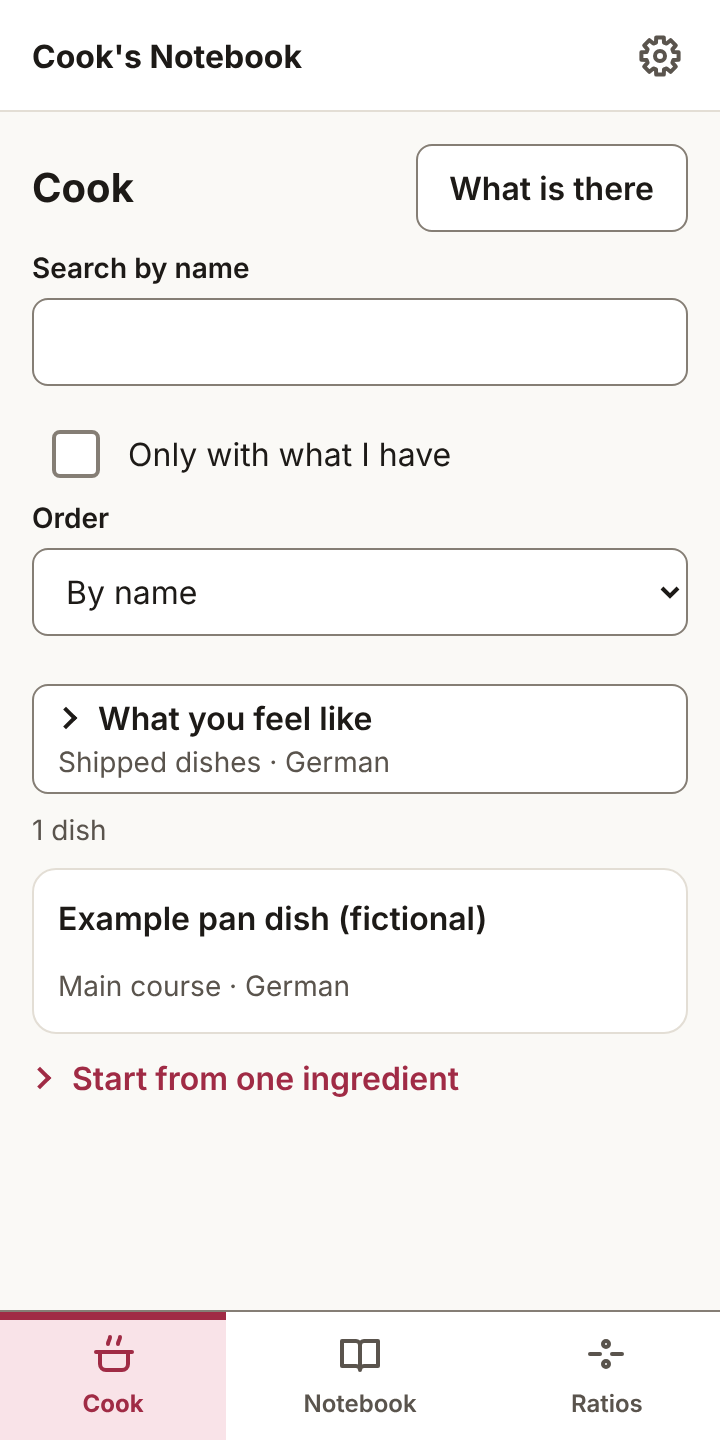 Cook's Notebook
Cook
What is there
Search by name
Only with what I have
Order
By name
What you feel like
Shipped dishes · German
1 dish
Example pan dish (fictional)
Main course · German
Start from one ingredient
Cook
Notebook
Ratios